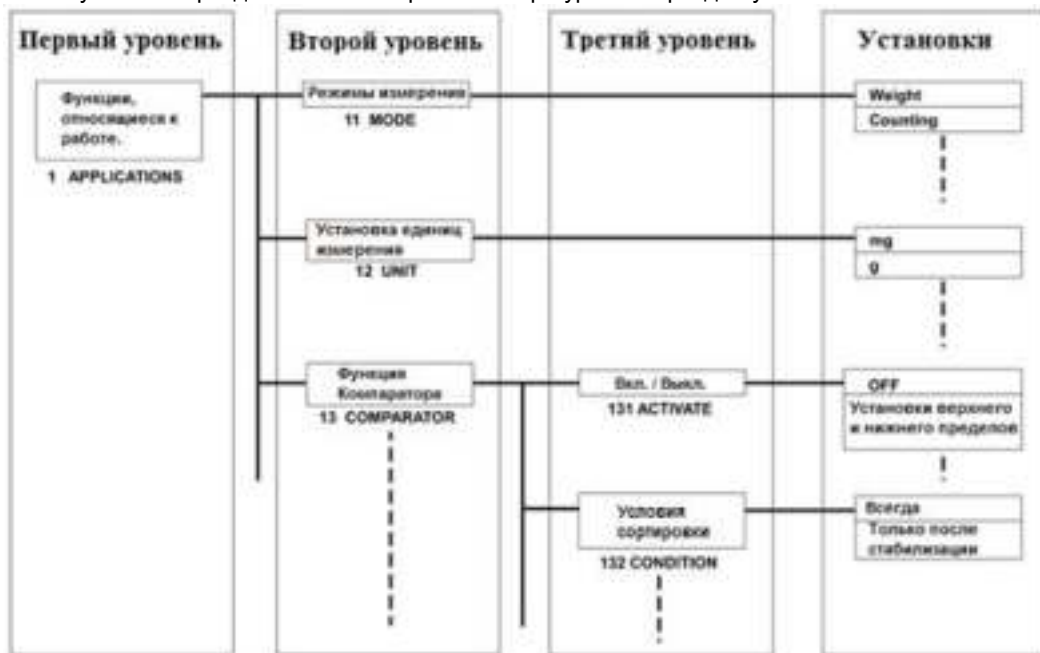 Первый уровень
Второй уровень
Третий уровень
Установки
Функции,
относящиеся к
работе.
1 APPLICATIONS
Режимы измерения
11 MODE
Weight
Counting
Установка единиц
измерения
12 UNIT
mg
g
Функция
Компаратора
13 COMPARATOR
Вкл. / Выкл.
131 ACTIVATE
OFF
Установки верхнего
и нижнего пределов
Условия
сортировки
132 CONDITION
Всегда
Только после
стабилизации